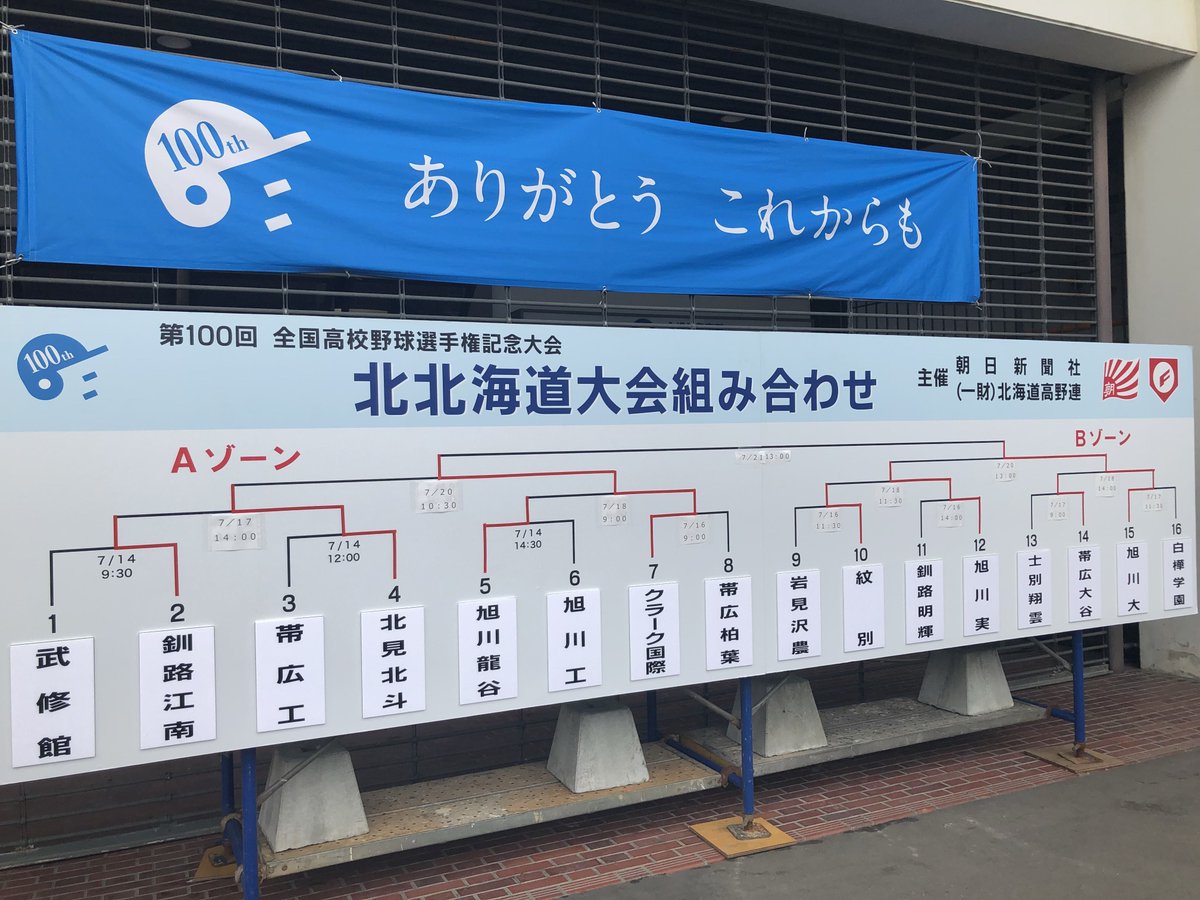 100th
ありがとう これからも
100th
第100回 全国高校野球選手権記念大会
北北海道大会組み合わせ
主催 朝日新聞社
(一財)北海道高野連
朝
F
Aゾーン
Bゾーン
7/21 13:00
7/20
10:30
7/20
13:00
7/17
14:00
7/18
9:00
7/18
11:30
14:00
7/14
9:30
7/14
12:00
7/14
14:30
7/16
9:00
7/16
11:30
7/16
14:00
7/17
9:00
7/17
11:30
1
2
3
4
5
6
7
8
9
10
11
12
13
14
15
16
武修館
釧路江南
帯広工
北見北斗
旭川龍谷
旭川工
クラーク国際
帯広柏葉
岩見沢農
紋別
釧路明輝
旭川実
士別翔雲
帯広大谷
旭川大
白樺学園